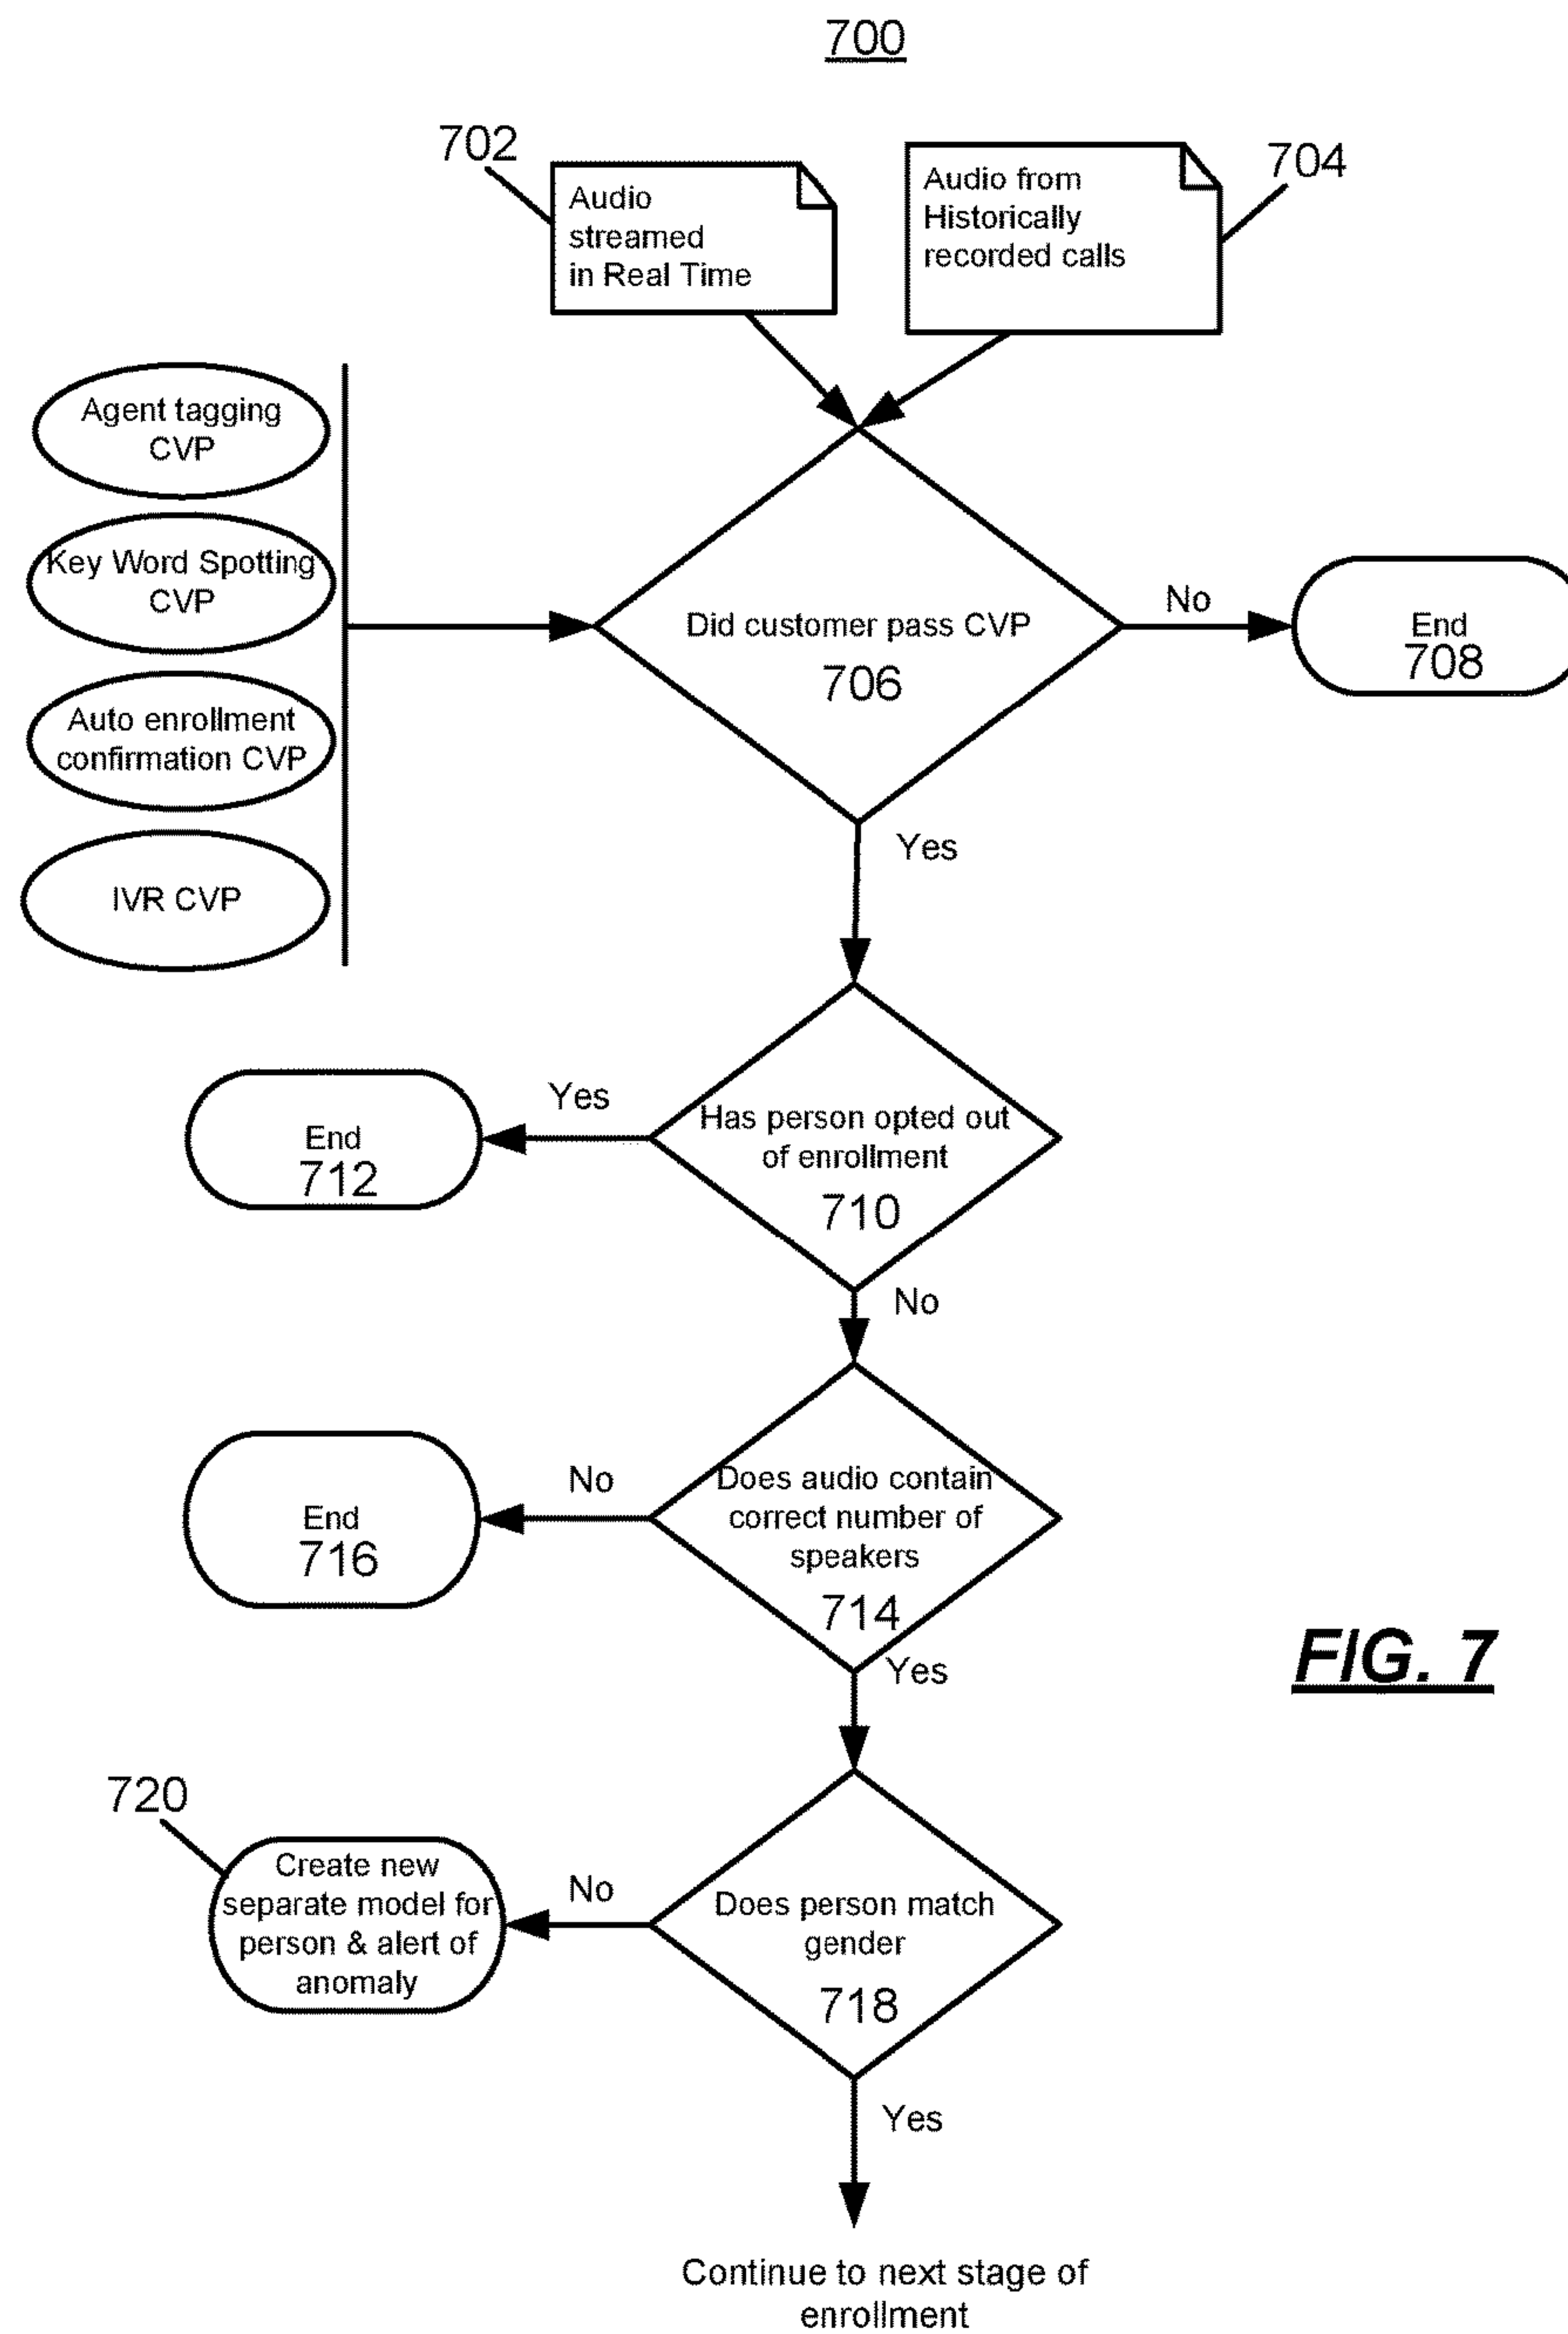 700
702
Audio
streamed
in Real Time
Audio from
Historically
recorded calls
704
Agent tagging
CVP
Key Word Spotting
CVP
Auto enrollment
confirmation CVP
IVR CVP
Did customer pass CVP
706
No
End
708
Yes
Has person opted out
of enrollment
710
Yes
End
712
No
Does audio contain
correct number of
speakers
714
No
End
716
Yes
FIG. 7
720
Create new
separate model for
person & alert of
anomaly
No
Does person match
gender
718
Yes
Continue to next stage of
enrollment